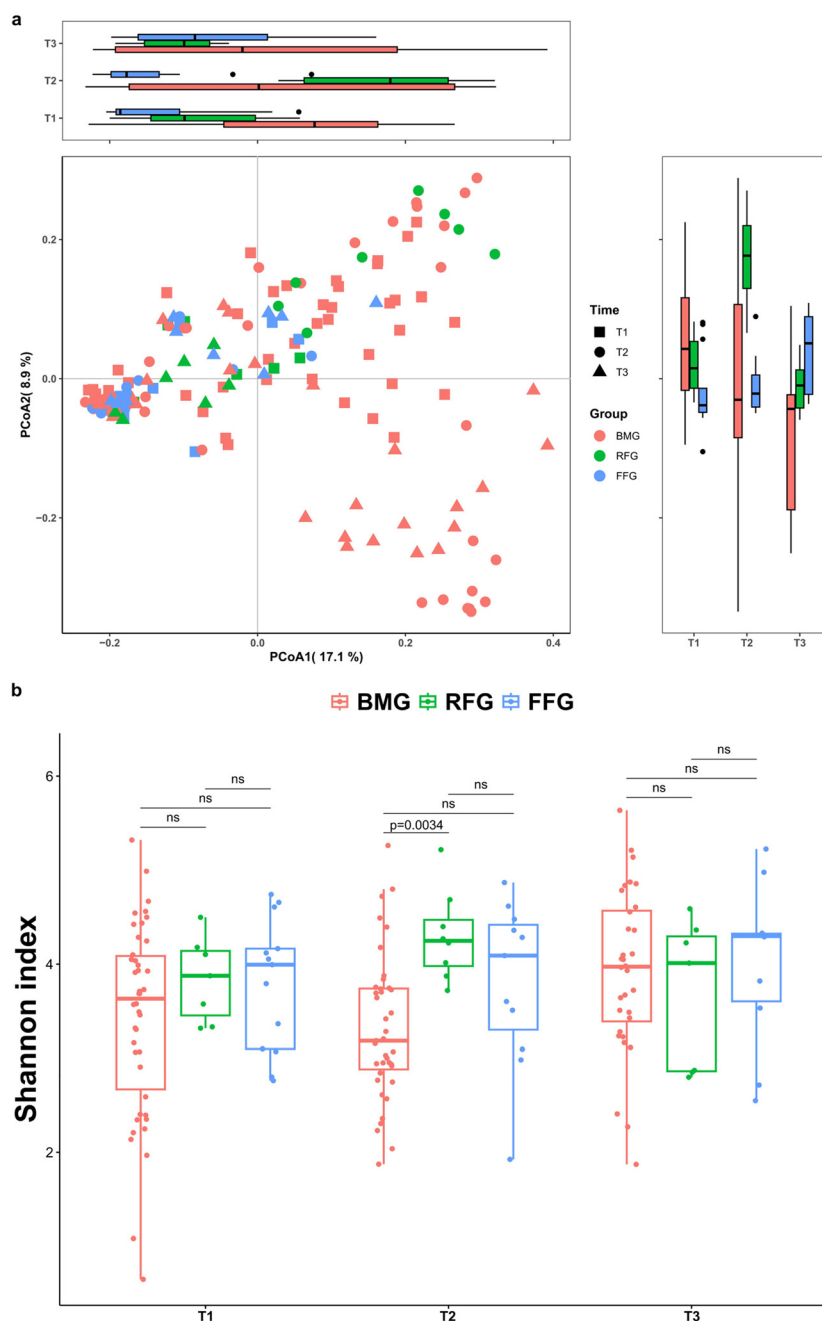 a
T3
T2
T1
0.2
0.0
−0.2
PCoA2( 8.9 %)
−0.2
0.0
0.2
0.4
PCoA1( 17.1 %)
Time
T1
T2
T3
Group
BMG
RFG
FFG
T1
T2
T3
b
BMG RFG FFG
6
4
2
Shannon index
ns
ns
ns
ns
ns
p=0.0034
ns
ns
ns
T1
T2
T3